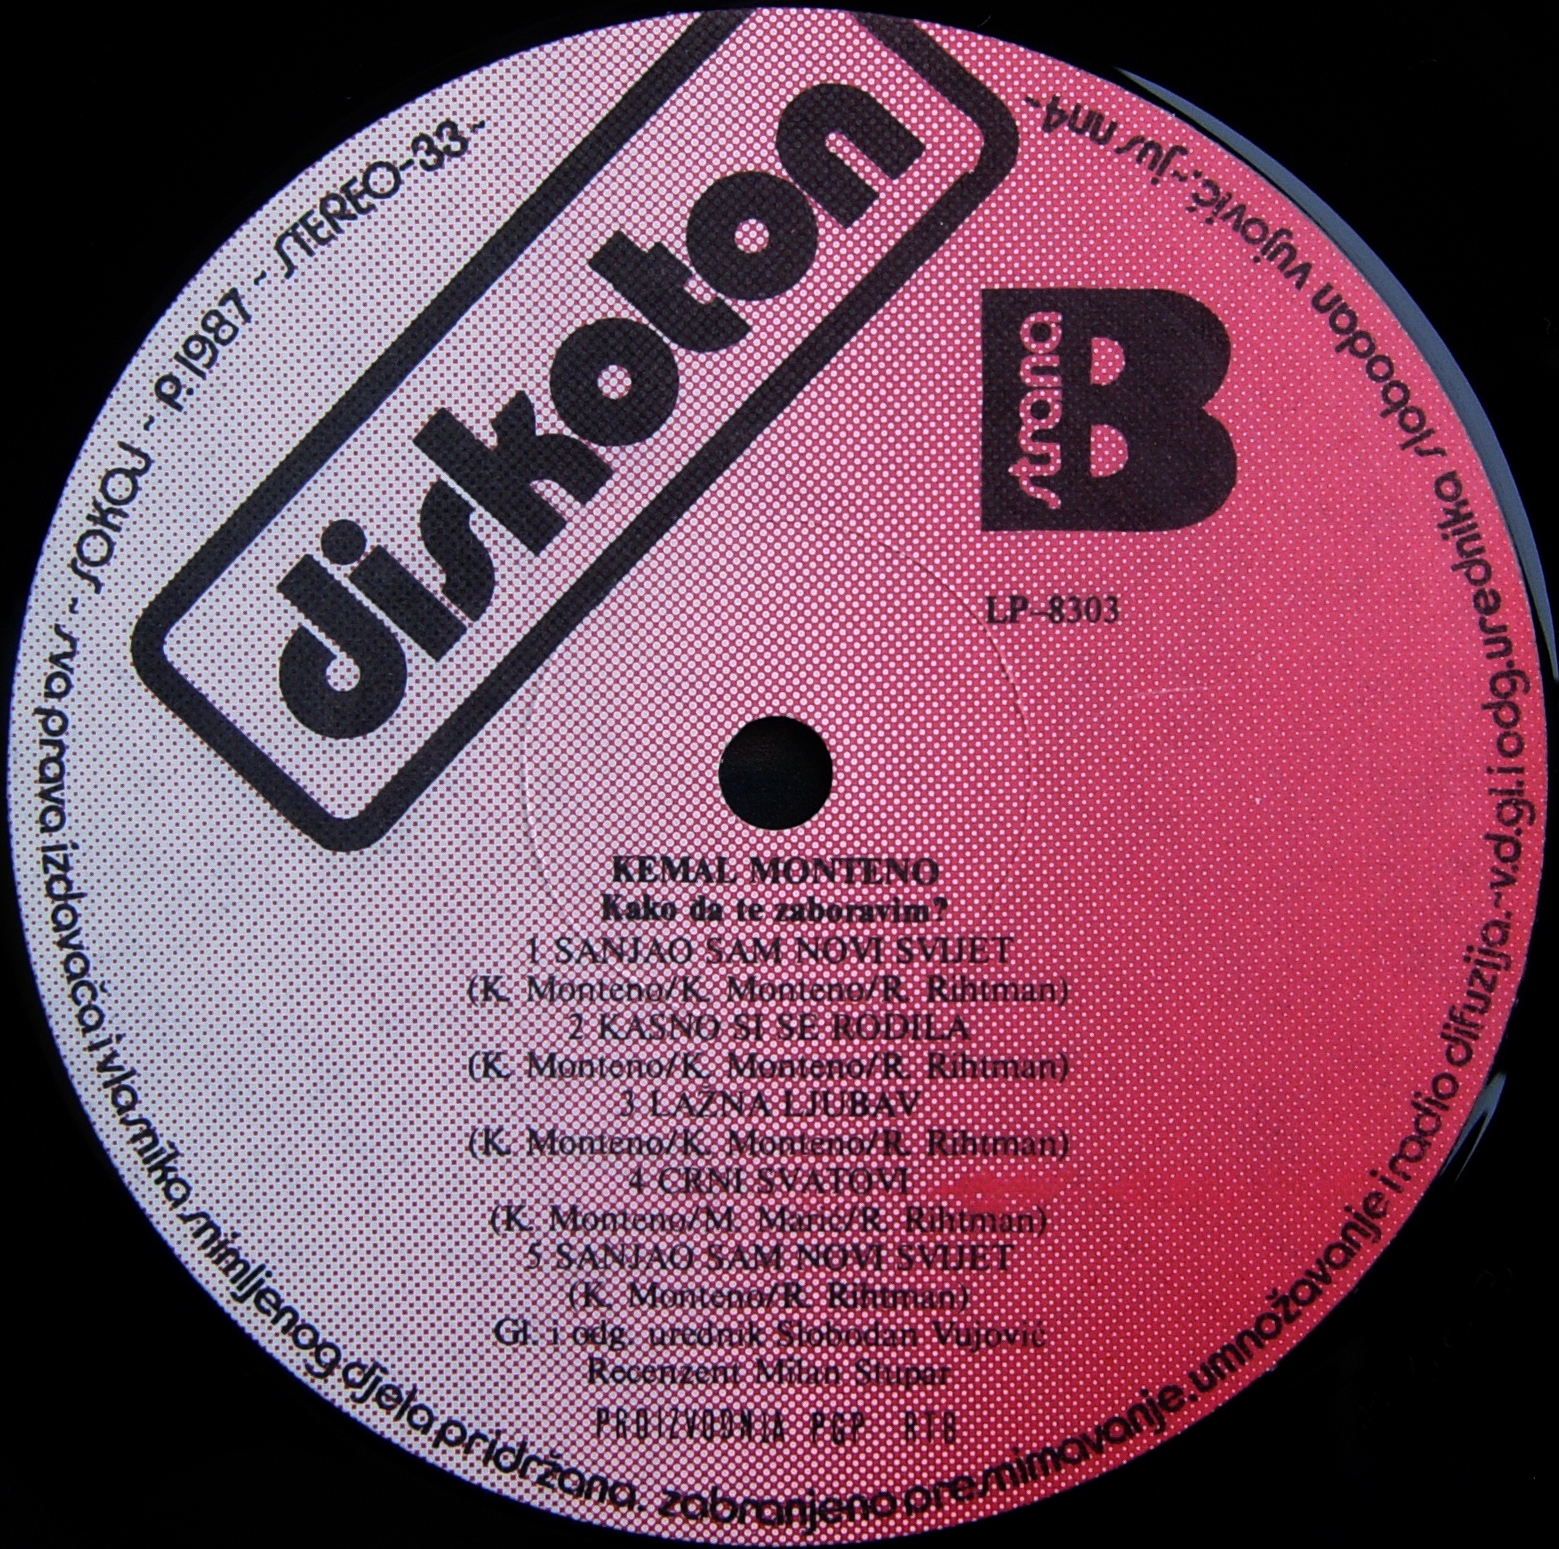 diskoton
strana
B
LP-8303
KEMAL MONTENO
Kako da te zaboravim?
1 SANJAO SAM NOVI SVIJET
(K. Monteno/K. Monteno/R. Rihtman)
2 KASNO SI SE RODILA
(K. Monteno/K. Monteno/R. Rihtman)
3 LAŽNA LJUBAV
(K. Monteno/K. Monteno/R. Rihtman)
4 CRNI SVATOVI
(K. Monteno/M. Maric/R. Rihtman)
5 SANJAO SAM NOVI SVIJET
(K. Monteno/R. Rihtman)
Gl. i odg. urednik Slobodan Vujović
Recenzent Milan Stupar
PROIZVODNJA PGP RTB
sva prava izdavača i vlasnika snimljenog djela pridržana. zabranjeno presnimavanje. umnožavanje i radio difuzija.~v.d.gl.i odg.urednika slobodan vujović.~jus nn4.~
~ SOKOJ ~ P.1987 ~ STEREO-33 ~